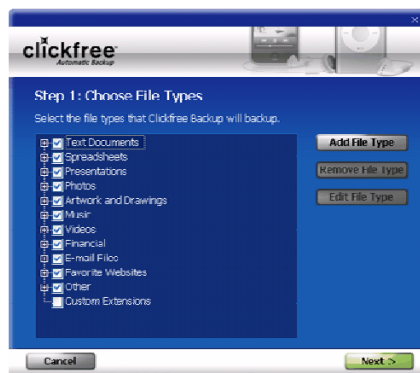 clickfree
Automatic Backup
Step 1: Choose File Types
Select the file types that Clickfree Backup will backup.
Text Documents
Spreadsheets
Presentations
Photos
Artwork and Drawings
Music
Videos
Financial
E-mail Files
Favorite Websites
Other
Custom Extensions
Add File Type
Remove File Type
Edit File Type
Cancel
Next >